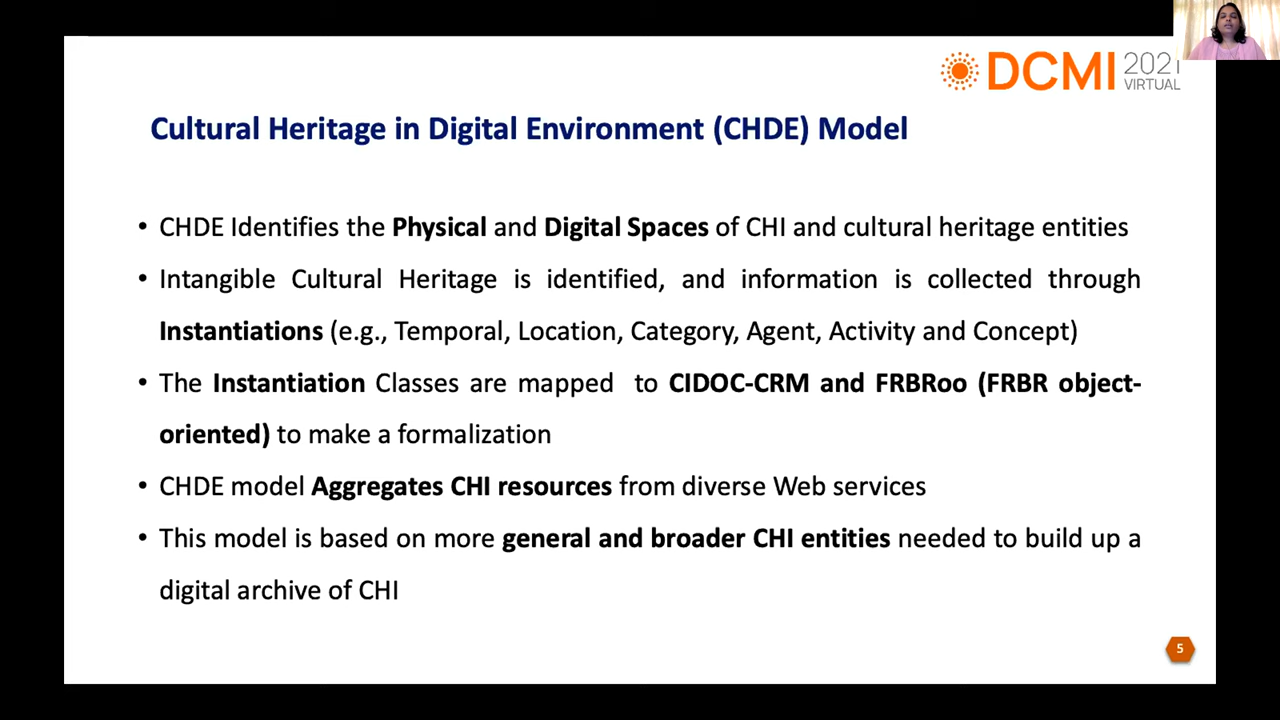 DCMI 2021
VIRTUAL
Cultural Heritage in Digital Environment (CHDE) Model
• CHDE Identifies the Physical and Digital Spaces of CHI and cultural heritage entities
• Intangible Cultural Heritage is identified, and information is collected through
Instantiations (e.g., Temporal, Location, Category, Agent, Activity and Concept)
• The Instantiation Classes are mapped to CIDOC-CRM and FRBRoo (FRBR object-
oriented) to make a formalization
• CHDE model Aggregates CHI resources from diverse Web services
• This model is based on more general and broader CHI entities needed to build up a
digital archive of CHI
5